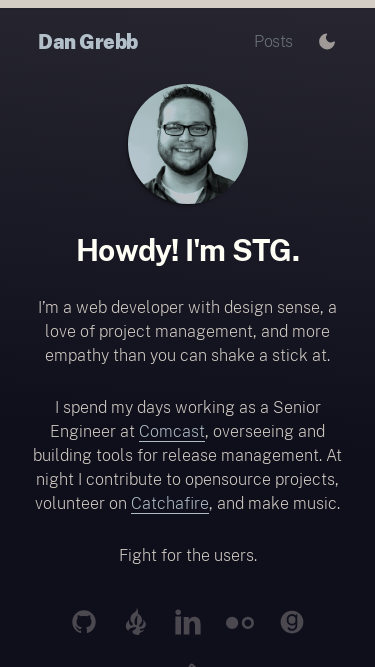 Dan Grebb
Posts
Howdy! I'm STG.
I'm a web developer with design sense, a
love of project management, and more
empathy than you can shake a stick at.
I spend my days working as a Senior
Engineer at Comcast, overseeing and
building tools for release management. At
night I contribute to opensource projects,
volunteer on Catchafire, and make music.
Fight for the users.